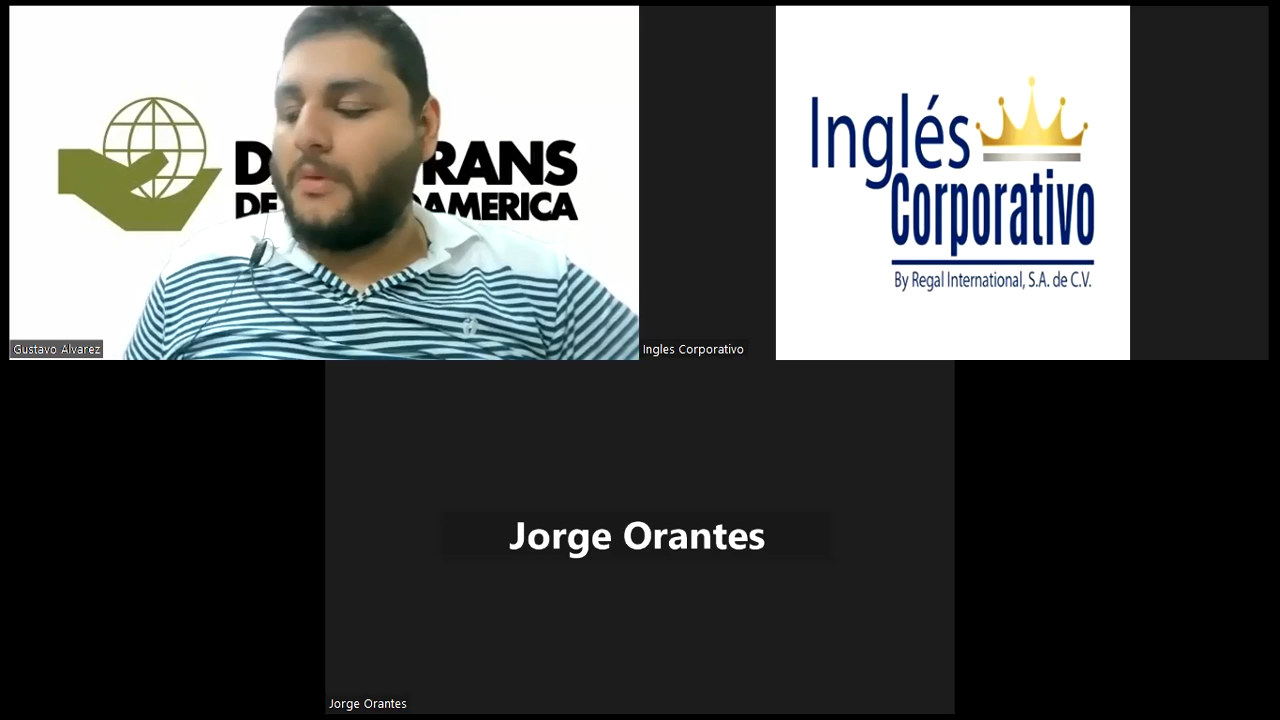 Gustavo Alvarez
Inglés
Corporativo
By Regal International, S.A. de C.V.
Ingles Corporativo
Jorge Orantes
Jorge Orantes